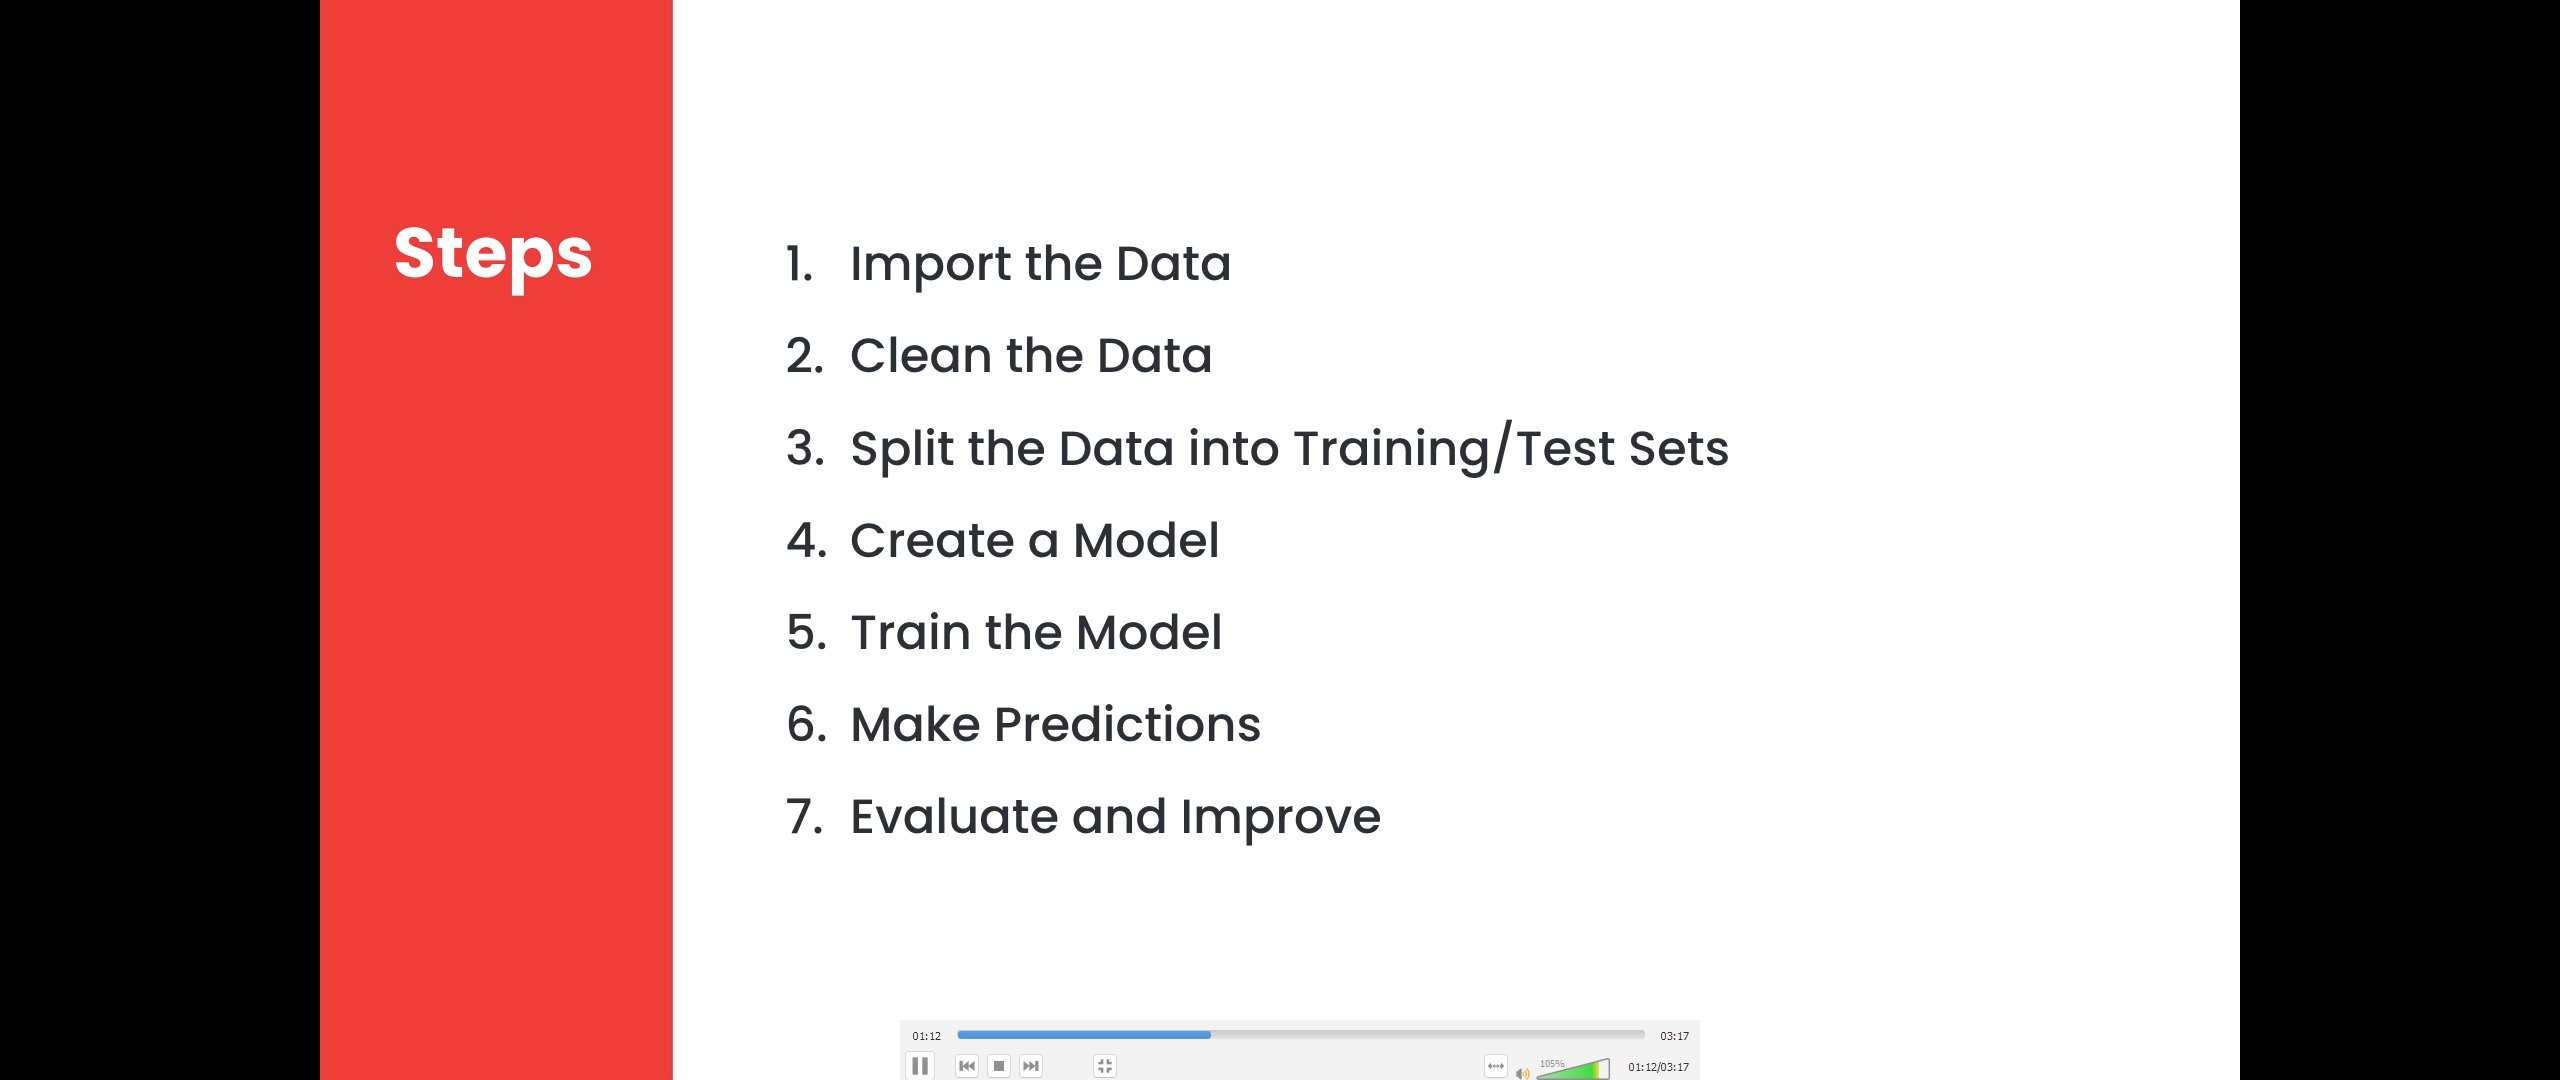 Steps
1. Import the Data
2. Clean the Data
3. Split the Data into Training/Test Sets
4. Create a Model
5. Train the Model
6. Make Predictions
7. Evaluate and Improve
01:12 03:17
105% 01:12/03:17